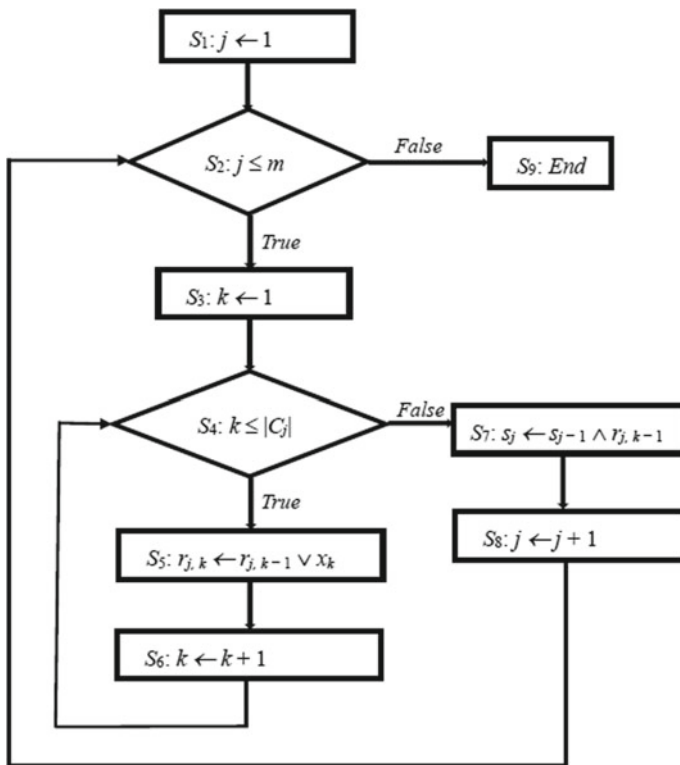 S₁: j ← 1
S₂: j ≤ m
False
S₉: End
True
S₃: k ← 1
S₄: k ≤ |Cⱼ|
False
S₇: sⱼ ← sⱼ₋₁ ∧ rⱼ, ₖ₋₁
True
S₈: j ← j + 1
S₅: rⱼ, ₖ ← rⱼ, ₖ₋₁ ∨ xₖ
S₆: k ← k + 1